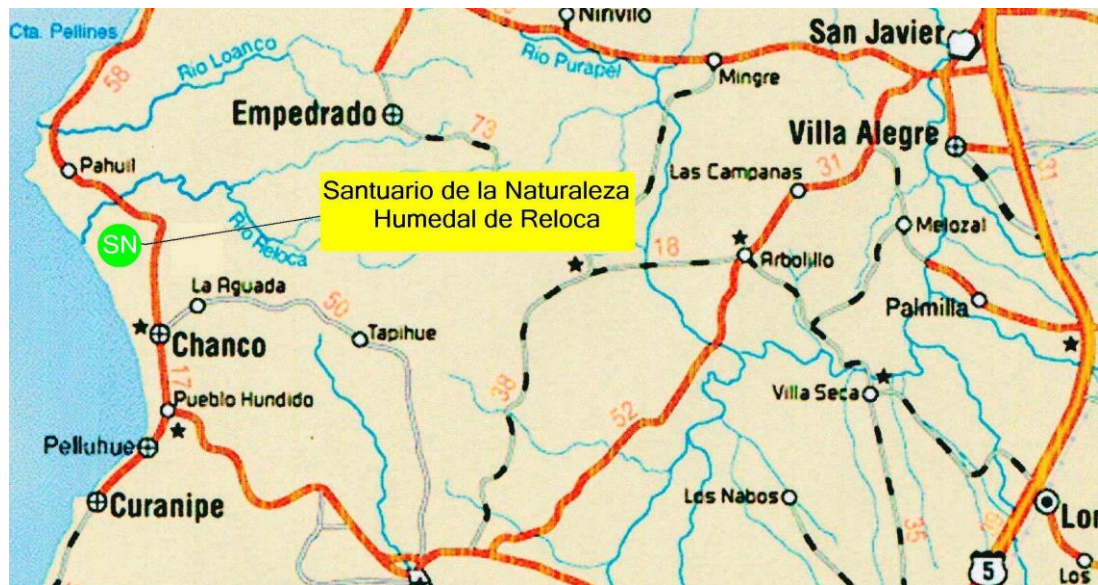 Cta. Pellines
58
Río Loanco
Ninvilo
Río Purapel
Mingre
San Javier
Empedrado
73
Villa Alegre
Pahuil
Las Campanas
31
31
Santuario de la Naturaleza
Humedal de Reloca
SN
Río Reloca
Melozal
18
Arbolillo
La Aguada
50
Palmilla
Chanco
Tapihue
17
38
Villa Seca
Pueblo Hundido
52
Pelluhue
Curanipe
Los Nabos
35
Lon
5
Los